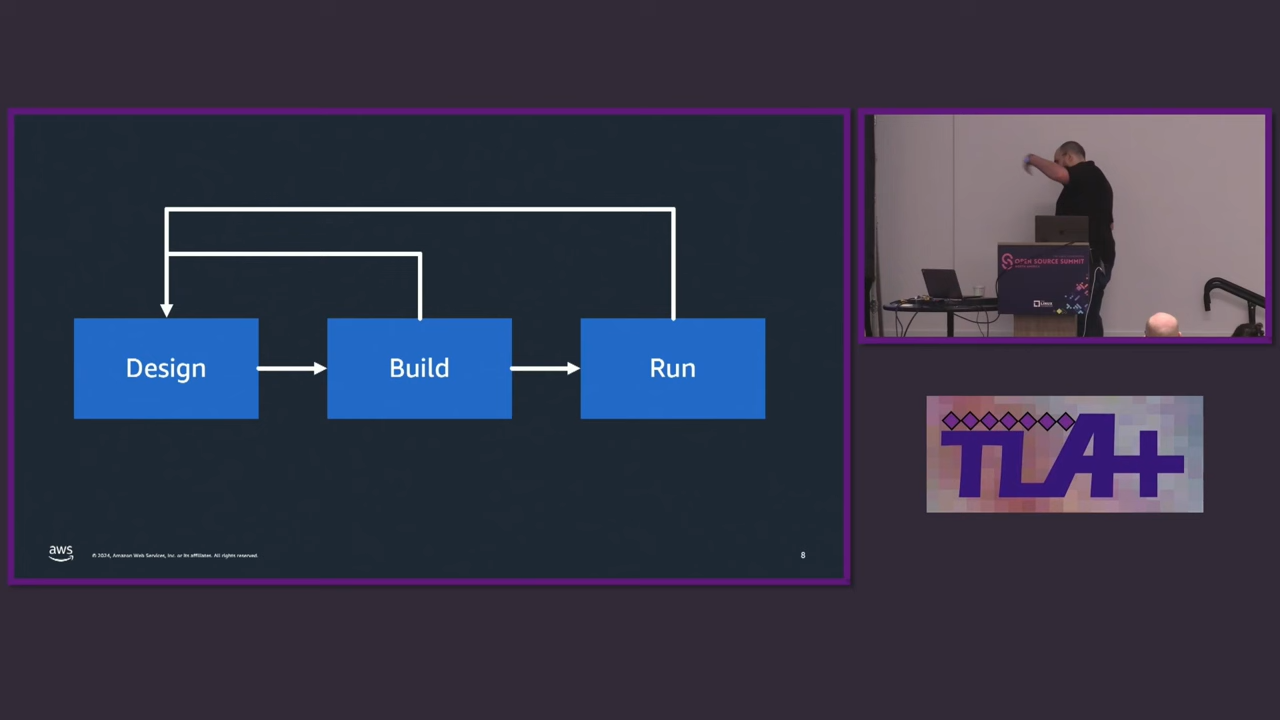 Design
Build
Run
aws
© 2024, Amazon Web Services, Inc. or its affiliates. All rights reserved.
8
OPEN SOURCE SUMMIT
TLA+